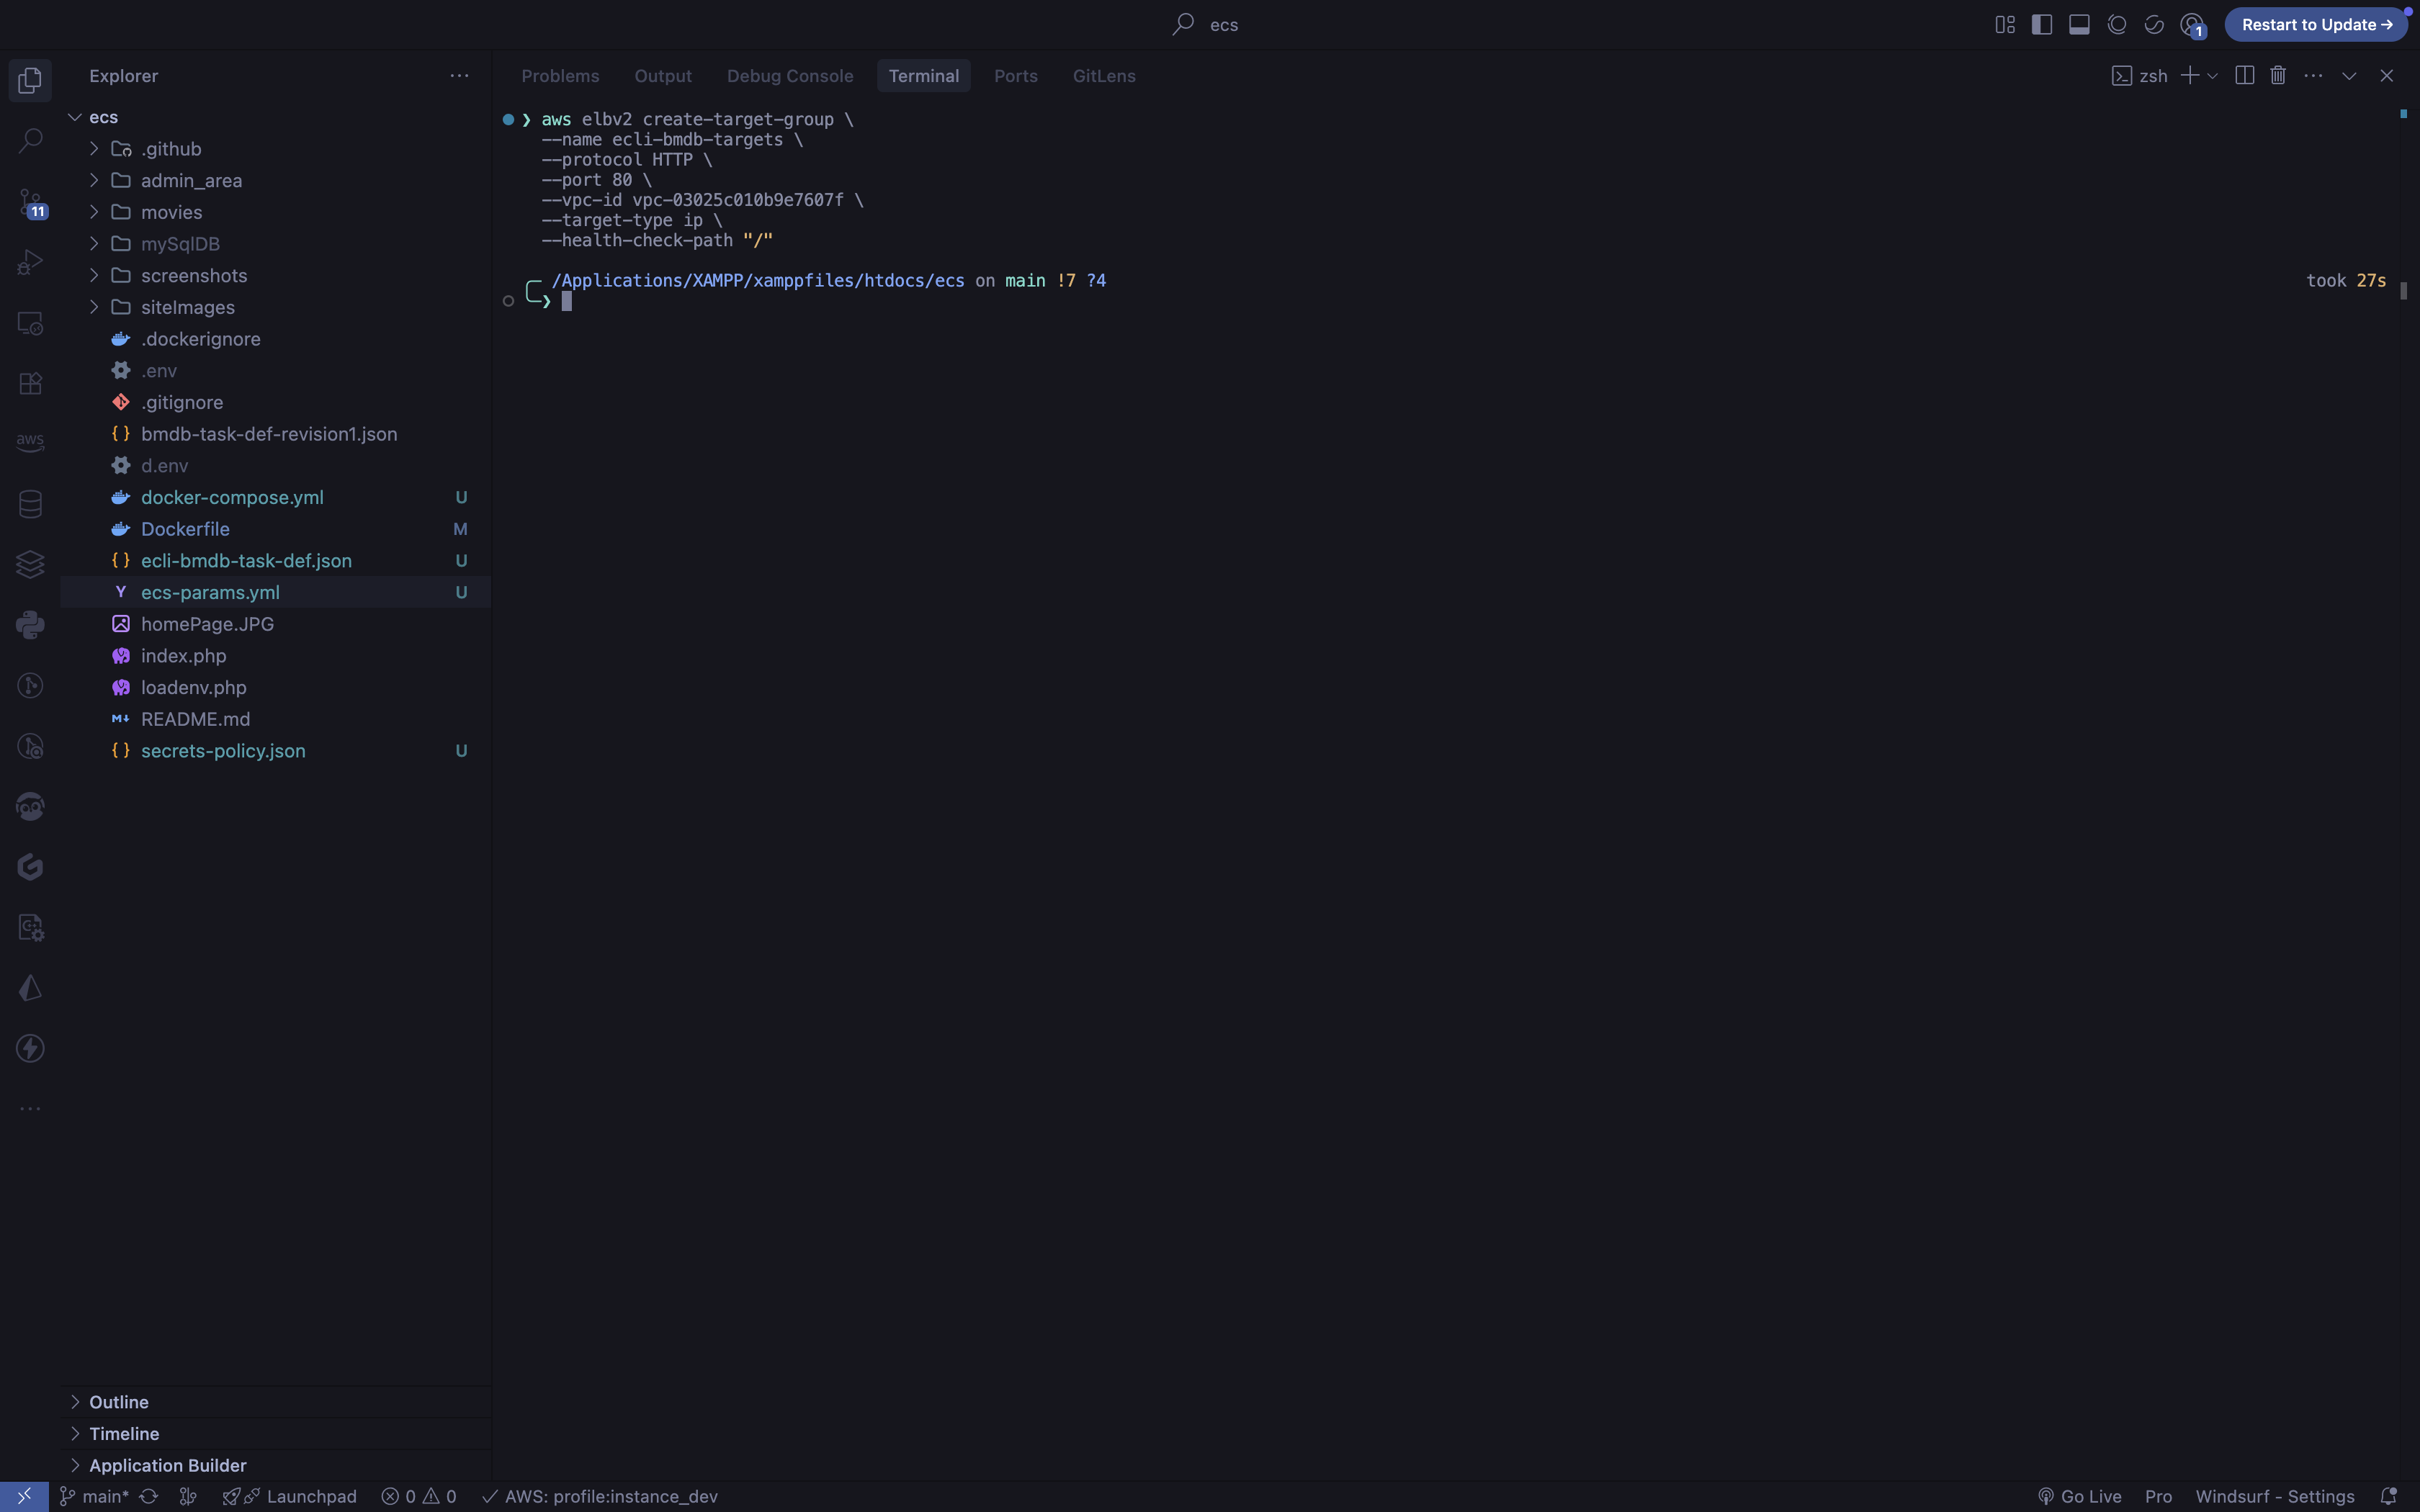 ecs
1
Restart to Update →
Explorer
Problems
Output
Debug Console
Terminal
Ports
GitLens
zsh
ecs
.github
admin_area
movies
mySqlDB
screenshots
siteImages
.dockerignore
.env
.gitignore
{ } bmdb-task-def-revision1.json
d.env
docker-compose.yml U
Dockerfile M
{ } ecli-bmdb-task-def.json U
Y ecs-params.yml U
homePage.JPG
index.php
loadenv.php
M↓ README.md
{ } secrets-policy.json U
11
aws
❯ aws elbv2 create-target-group \
--name ecli-bmdb-targets \
--protocol HTTP \
--port 80 \
--vpc-id vpc-03025c010b9e7607f \
--target-type ip \
--health-check-path "/"
/Applications/XAMPP/xamppfiles/htdocs/ecs on main !7 ?4 took 27s
❯
Outline
Timeline
Application Builder
main* Launchpad 0 0 AWS: profile:instance_dev Go Live Pro Windsurf - Settings